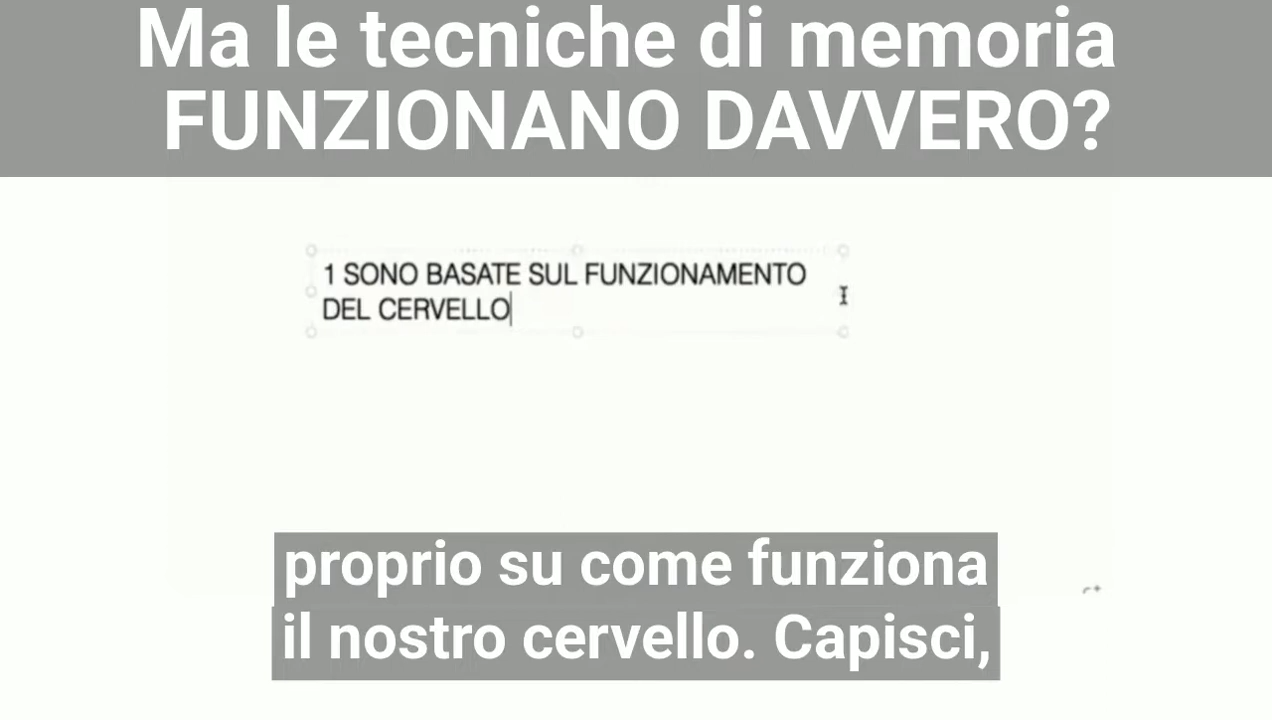 Ma le tecniche di memoria
FUNZIONANO DAVVERO?
1 SONO BASATE SUL FUNZIONAMENTO
DEL CERVELLO
proprio su come funziona
il nostro cervello. Capisci,